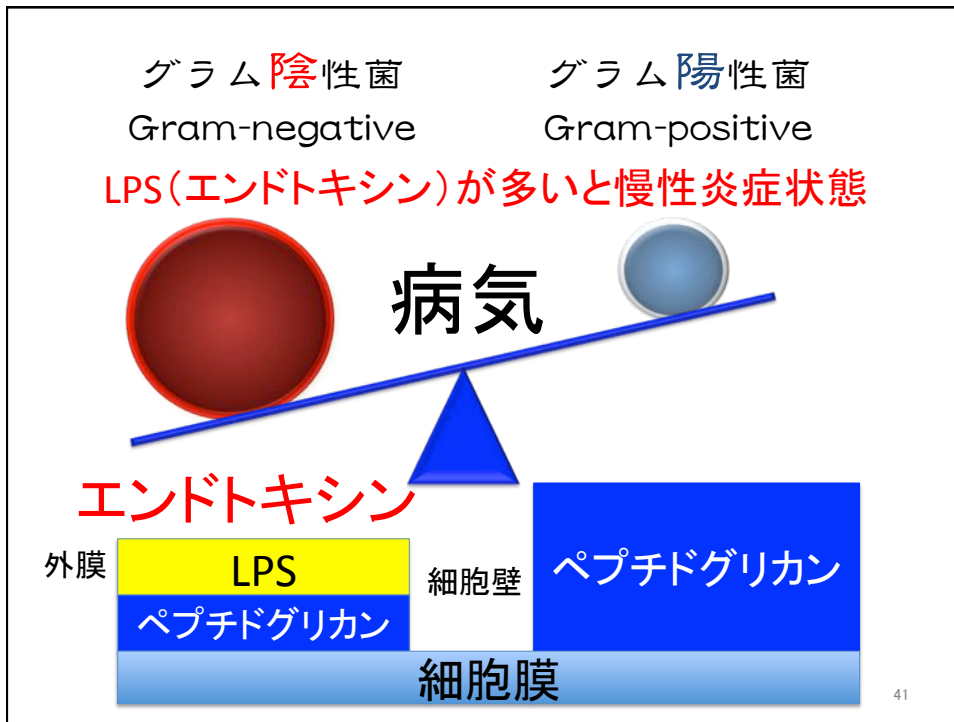 グラム陰性菌
Gram-negative
グラム陽性菌
Gram-positive
LPS（エンドトキシン）が多いと慢性炎症状態
病気
エンドトキシン
外膜
LPS
ペプチドグリカン
細胞壁
ペプチドグリカン
細胞膜
41